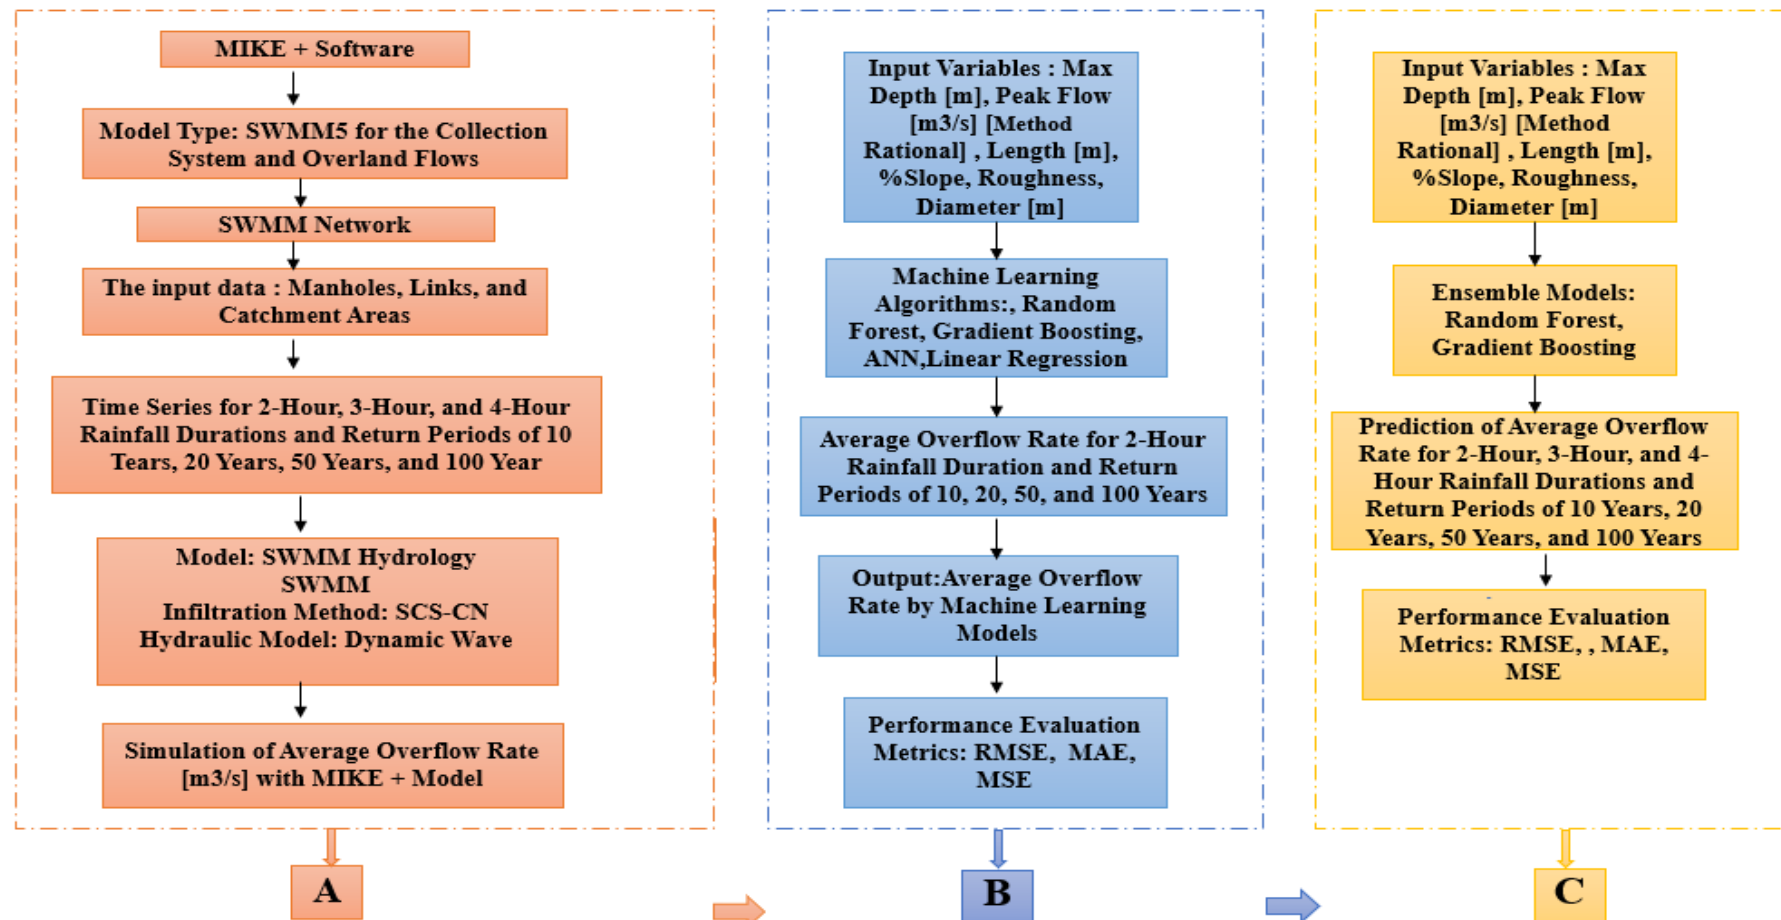 MIKE + Software
Model Type: SWMM5 for the Collection
System and Overland Flows
SWMM Network
The input data : Manholes, Links, and
Catchment Areas
Time Series for 2-Hour, 3-Hour, and 4-Hour
Rainfall Durations and Return Periods of 10
Tears, 20 Years, 50 Years, and 100 Year
Model: SWMM Hydrology
SWMM
Infiltration Method: SCS-CN
Hydraulic Model: Dynamic Wave
Simulation of Average Overflow Rate
[m3/s] with MIKE + Model
A
Input Variables : Max
Depth [m], Peak Flow
[m3/s] [Method
Rational] , Length [m],
%Slope, Roughness,
Diameter [m]
Machine Learning
Algorithms:, Random
Forest, Gradient Boosting,
ANN,Linear Regression
Average Overflow Rate for 2-Hour
Rainfall Duration and Return
Periods of 10, 20, 50, and 100 Years
Output:Average Overflow
Rate by Machine Learning
Models
Performance Evaluation
Metrics: RMSE, MAE,
MSE
B
Input Variables : Max
Depth [m], Peak Flow
[m3/s] [Method
Rational] , Length [m],
%Slope, Roughness,
Diameter [m]
Ensemble Models:
Random Forest,
Gradient Boosting
Prediction of Average Overflow
Rate for 2-Hour, 3-Hour, and 4-
Hour Rainfall Durations and
Return Periods of 10 Years, 20
Years, 50 Years, and 100 Years
Performance Evaluation
Metrics: RMSE, , MAE,
MSE
C